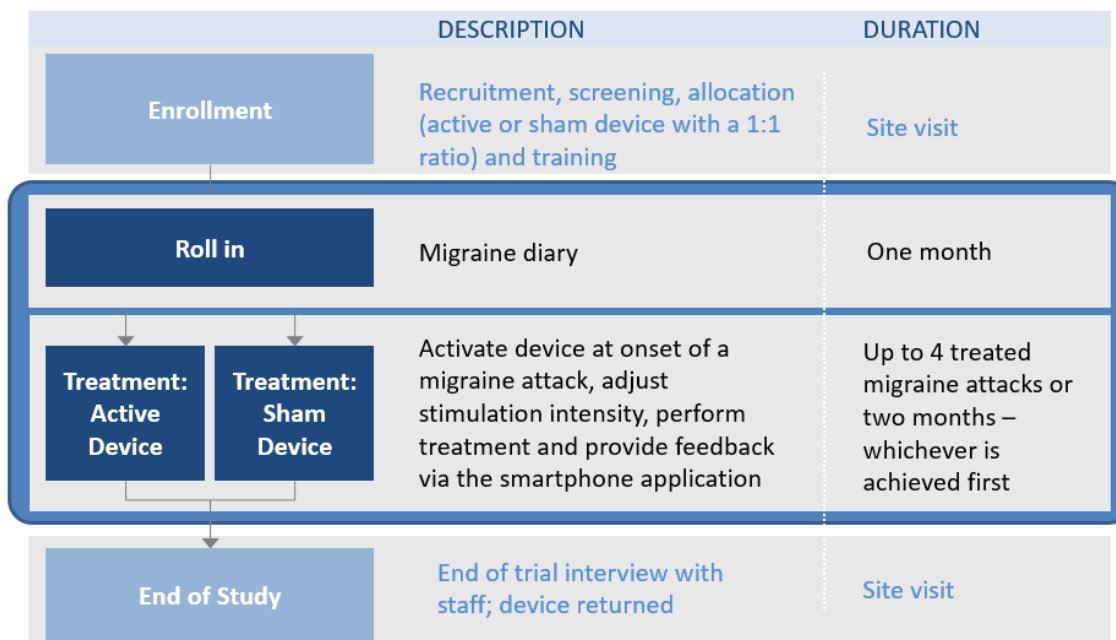 DESCRIPTION
DURATION
Enrollment
Recruitment, screening, allocation
(active or sham device with a 1:1
ratio) and training
Site visit
Roll in
Migraine diary
One month
Treatment:
Active
Device
Treatment:
Sham
Device
Activate device at onset of a
migraine attack, adjust
stimulation intensity, perform
treatment and provide feedback
via the smartphone application
Up to 4 treated
migraine attacks or
two months –
whichever is
achieved first
End of Study
End of trial interview with
staff; device returned
Site visit